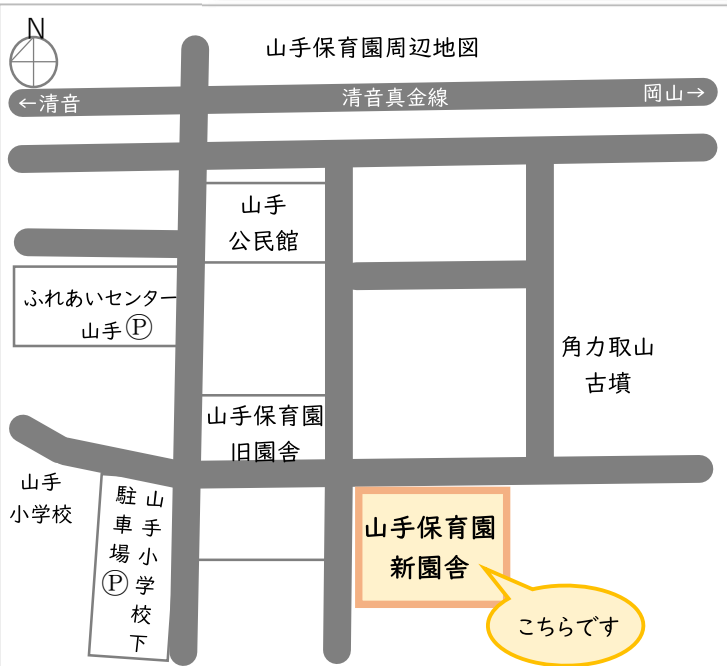 N
山手保育園周辺地図
←清音
清音真金線
岡山→
山手
公民館
ふれあいセンター
山手Ⓟ
角力取山
古墳
山手保育園
旧園舎
山手
小学校
山手小学校下
駐車場Ⓟ
山手保育園
新園舎
こちらです